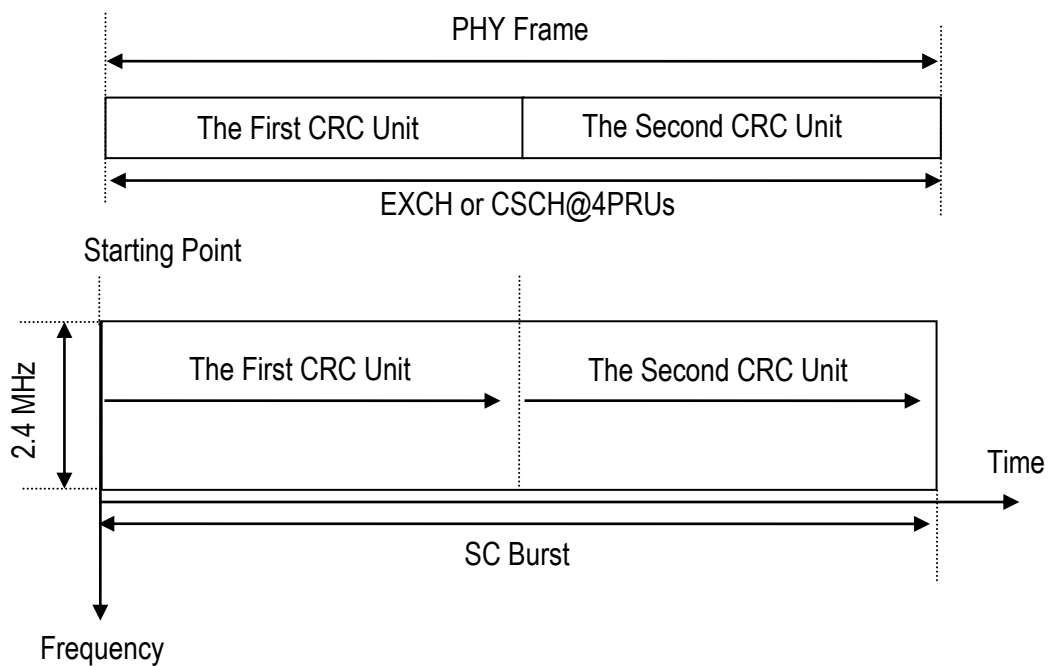 PHY Frame
The First CRC Unit
The Second CRC Unit
EXCH or CSCH@4PRUs
Starting Point
2.4 MHz
The First CRC Unit
The Second CRC Unit
Time
SC Burst
Frequency